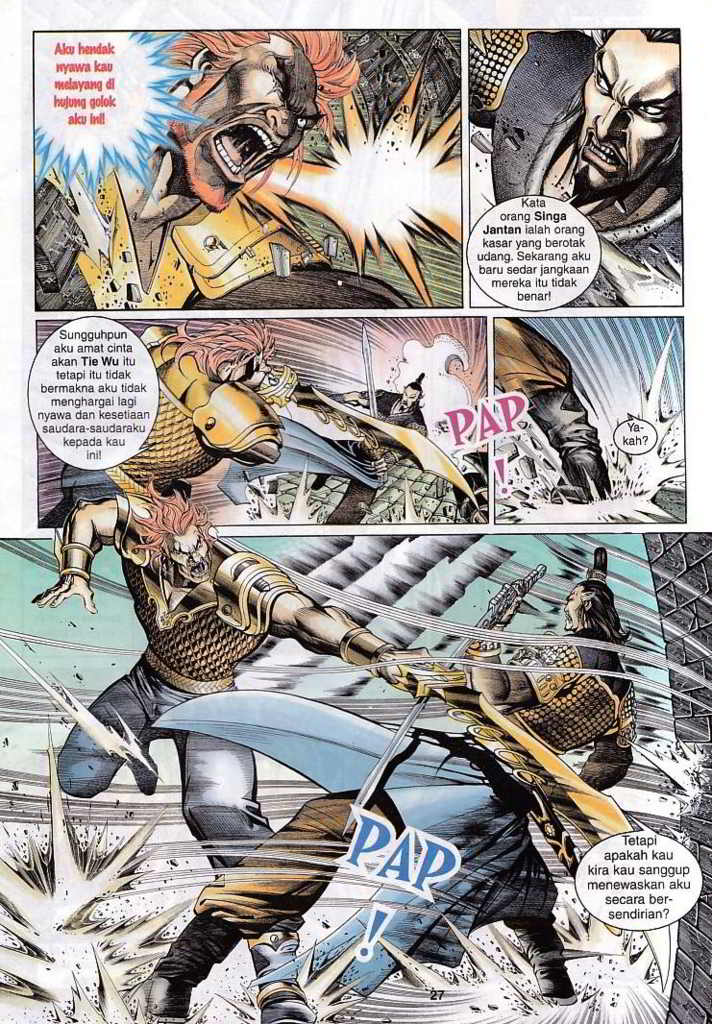 Aku hendak
nyawa kau
melayang di
hujung golok
aku ini!
Kata
orang Singa
Jantan ialah orang
kasar yang berotak
udang. Sekarang aku
baru sedar jangkaan
mereka itu tidak
benar!
Sungguhpun
aku amat cinta
akan Tie Wu itu
tetapi itu tidak
bermakna aku tidak
menghargai golok
nyawa dan kesetiaan
saudara-saudaraku
kepada kau
ini!
PAP
!
Ya-
kah?
PAP
!
Tetapi
apakah kau
kira kau sanggup
menewaskan aku
secara ber-
sendirian?
27